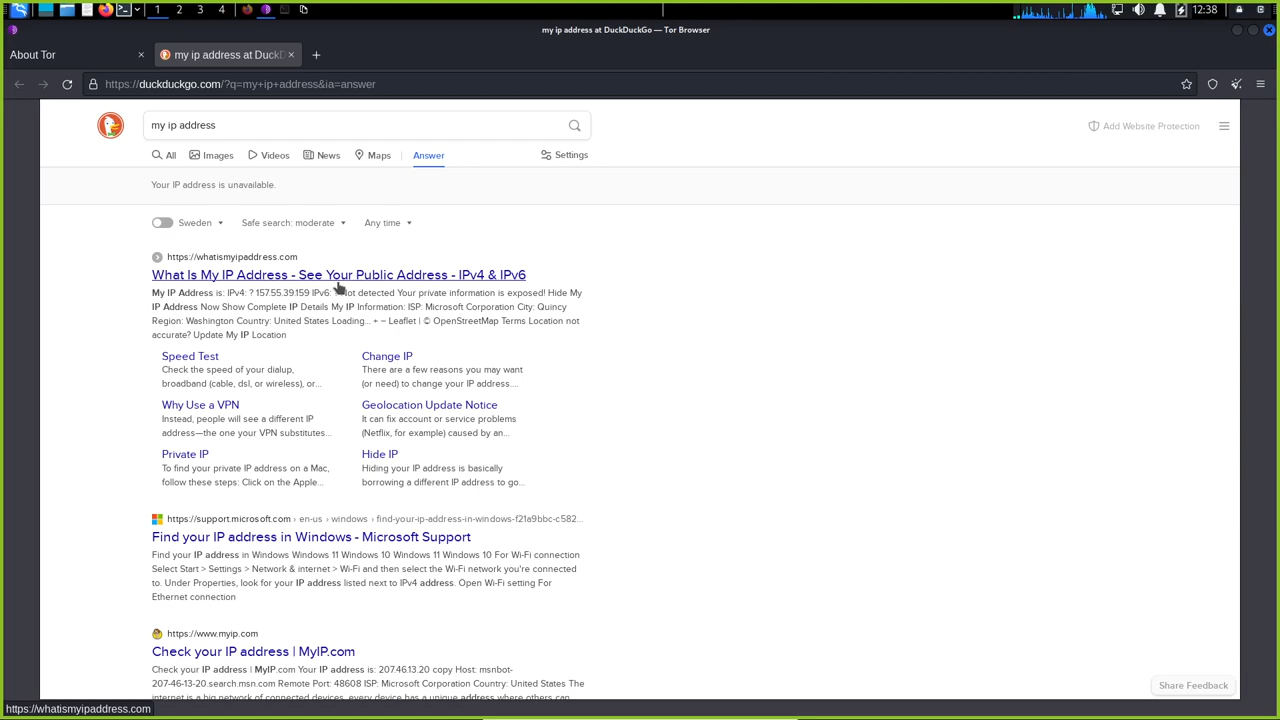 1 2 3 4
12:38
my ip address at DuckDuckGo — Tor Browser
About Tor
my ip address at DuckD
https://duckduckgo.com/?q=my+ip+address&ia=answer
my ip address
Add Website Protection
All Images Videos News Maps Answer Settings
Your IP address is unavailable.
Sweden Safe search: moderate Any time
https://whatismyipaddress.com
What Is My IP Address - See Your Public Address - IPv4 & IPv6
My IP Address is: IPv4: ? 157.55.39.159 IPv6: Not detected Your private information is exposed! Hide My
IP Address Now Show Complete IP Details My IP Information: ISP: Microsoft Corporation City: Quincy
Region: Washington Country: United States Loading... + − Leaflet | © OpenStreetMap Terms Location not
accurate? Update My IP Location
Speed Test
Check the speed of your dialup,
broadband (cable, dsl, or wireless), or...
Change IP
There are a few reasons you may want
(or need) to change your IP address....
Why Use a VPN
Instead, people will see a different IP
address—the one your VPN substitutes...
Geolocation Update Notice
It can fix account or service problems
(Netflix, for example) caused by an...
Private IP
To find your private IP address on a Mac,
follow these steps: Click on the Apple...
Hide IP
Hiding your IP address is basically
borrowing a different IP address to go...
https://support.microsoft.com › en-us › windows › find-your-ip-address-in-windows-f21a9bbc-c582...
Find your IP address in Windows - Microsoft Support
Find your IP address in Windows Windows 11 Windows 10 Windows 11 Windows 10 For Wi-Fi connection
Select Start > Settings > Network & internet > Wi-Fi and then select the Wi-Fi network you're connected
to. Under Properties, look for your IP address listed next to IPv4 address. Open Wi-Fi setting For
Ethernet connection
https://www.myip.com
Check your IP address | MyIP.com
Check your IP address | MyIP.com Your IP address is: 207.46.13.20 copy Host: msnbot-
207-46-13-20.search.msn.com Remote Port: 48608 ISP: Microsoft Corporation Country: United States The
internet is a big network of connected devices, every device has a unique address where others can
Share Feedback
https://whatismyipaddress.com